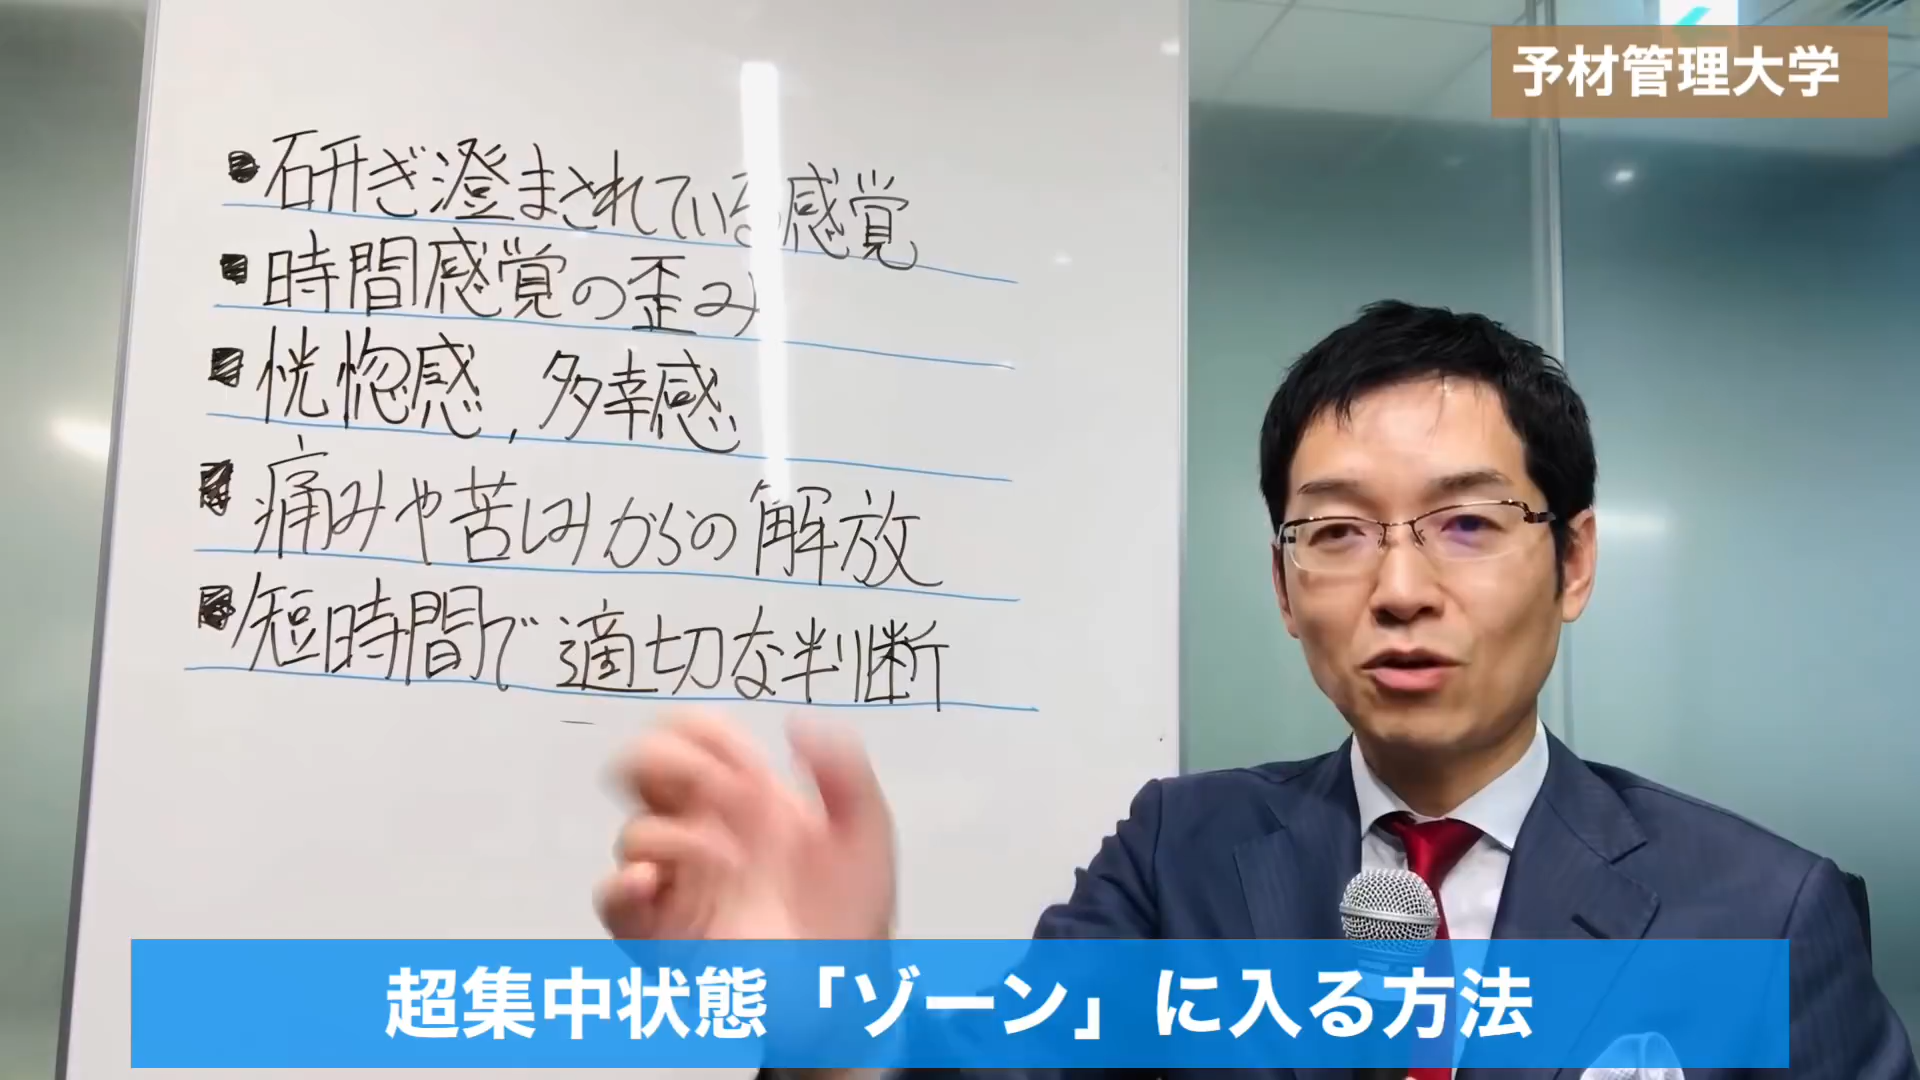 予材管理大学
研ぎ澄まされている感覚
時間感覚の歪み
恍惚感,多幸感
痛みや苦しみからの解放
短時間で適切な判断
超集中状態「ゾーン」に入る方法